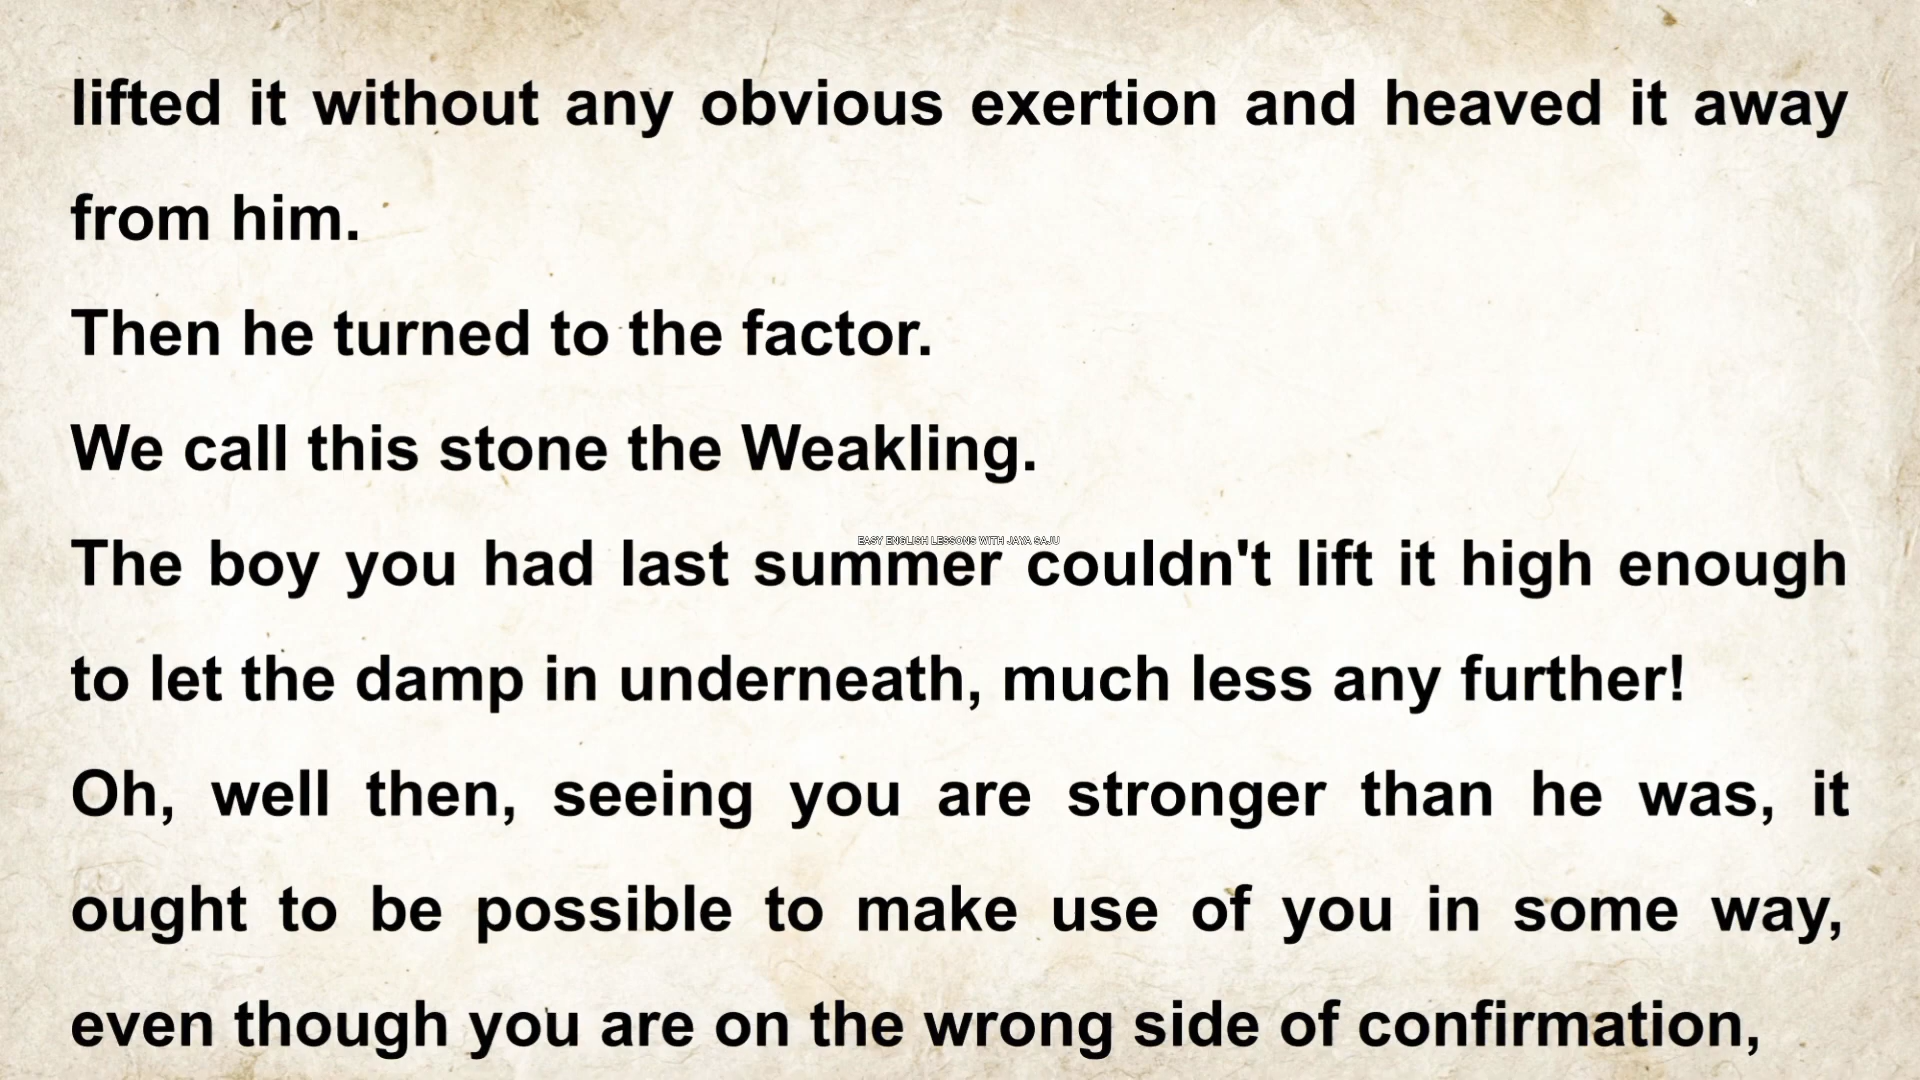 lifted it without any obvious exertion and heaved it away
from him.
Then he turned to the factor.
We call this stone the Weakling.
EASY ENGLISH LESSONS WITH JAYA SAJU
The boy you had last summer couldn't lift it high enough
to let the damp in underneath, much less any further!
Oh, well then, seeing you are stronger than he was, it
ought to be possible to make use of you in some way,
even though you are on the wrong side of confirmation,